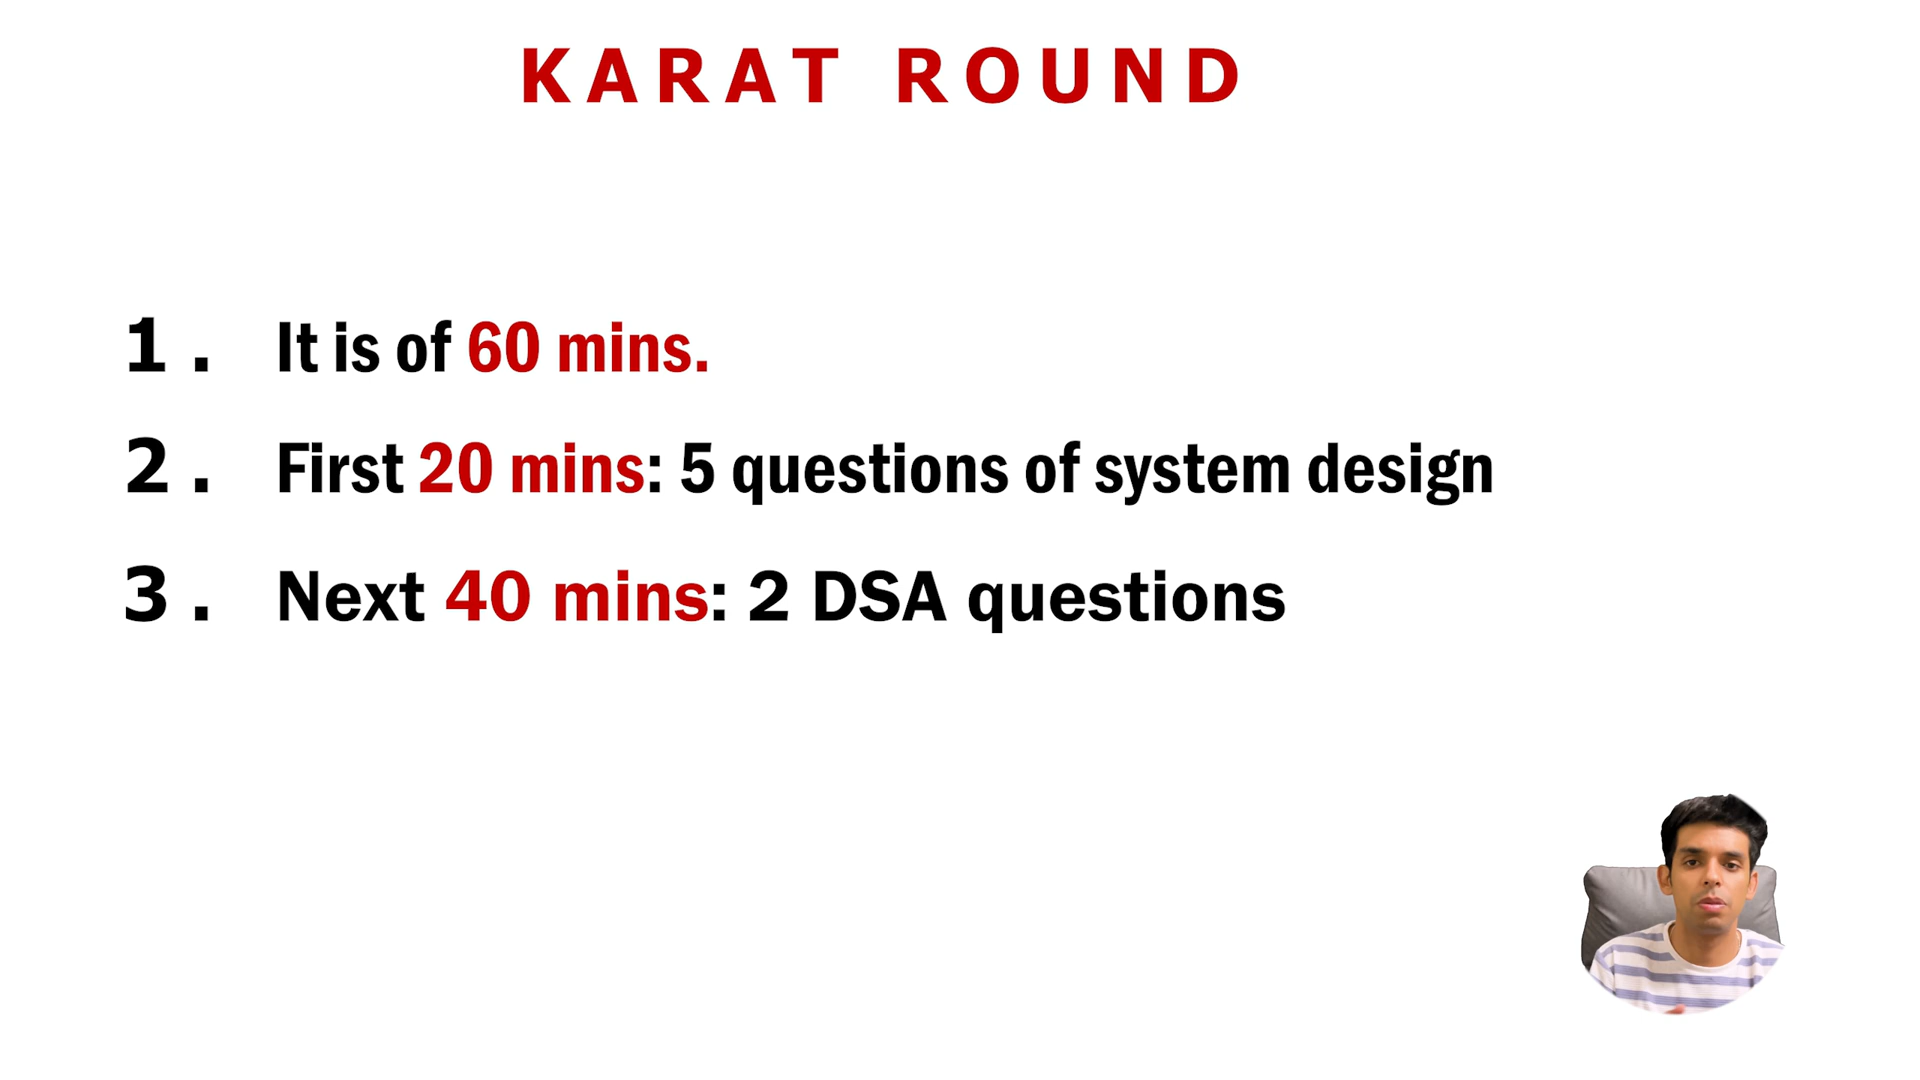 KARAT ROUND
1. It is of 60 mins.
2. First 20 mins: 5 questions of system design
3. Next 40 mins: 2 DSA questions